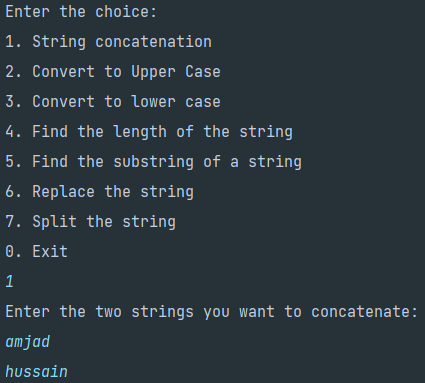 Enter the choice:
1. String concatenation
2. Convert to Upper Case
3. Convert to lower case
4. Find the length of the string
5. Find the substring of a string
6. Replace the string
7. Split the string
0. Exit
1
Enter the two strings you want to concatenate:
amjad
hussain